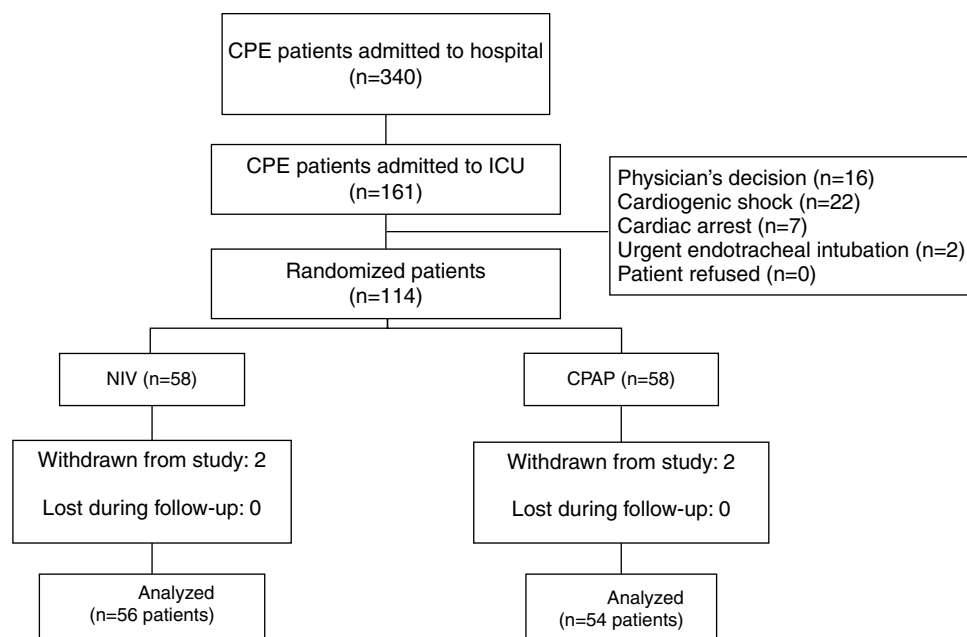 CPE patients admitted to hospital
(n=340)
CPE patients admitted to ICU
(n=161)
Physician's decision (n=16)
Cardiogenic shock (n=22)
Cardiac arrest (n=7)
Urgent endotracheal intubation (n=2)
Patient refused (n=0)
Randomized patients
(n=114)
NIV (n=58)
CPAP (n=58)
Withdrawn from study: 2
Lost during follow-up: 0
Withdrawn from study: 2
Lost during follow-up: 0
Analyzed
(n=56 patients)
Analyzed
(n=54 patients)